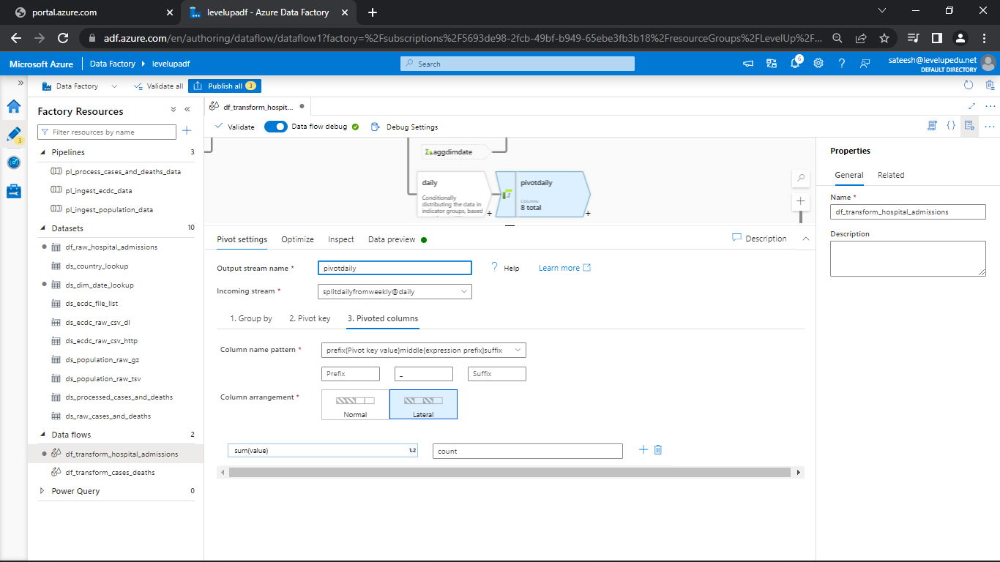 portal.azure.com
levelupadf - Azure Data Factory
adf.azure.com/en/authoring/dataflow/dataflow1?factory=%2Fsubscriptions%2F5693de98-2fcb-49bf-b949-65ebe3fb3b18%2FresourceGroups%2FLevelUp%2F...
Microsoft Azure
Data Factory
levelupadf
Search
6
sateesh@levelupedu.net
DEFAULT DIRECTORY
Data Factory
Validate all
Publish all 3
3
Factory Resources
Filter resources by name
Pipelines 3
pl_process_cases_and_deaths_data
pl_ingest_ecdc_data
pl_ingest_population_data
Datasets 10
df_raw_hospital_admissions
ds_country_lookup
ds_dim_date_lookup
ds_ecdc_file_list
ds_ecdc_raw_csv_dl
ds_ecdc_raw_csv_http
ds_population_raw_gz
ds_population_raw_tsv
ds_processed_cases_and_deaths
ds_raw_cases_and_deaths
Data flows 2
df_transform_hospital_admissions
df_transform_cases_deaths
Power Query 0
df_transform_hospit...
Validate
Data flow debug
Debug Settings
aggdimdate
daily
Conditionally
distributing the data in
indicator groups, based
pivotdaily
Columns:
8 total
Pivot settings
Optimize
Inspect
Data preview
Description
Output stream name *
pivotdaily
Help
Learn more
Incoming stream *
splitdailyfromweekly@daily
1. Group by
2. Pivot key
3. Pivoted columns
Column name pattern *
prefix{Pivot key value}middle{expression prefix}suffix
Prefix
_
Suffix
Column arrangement *
Normal
Lateral
sum(value)
1.2
count
Properties
General
Related
Name *
df_transform_hospital_admissions
Description